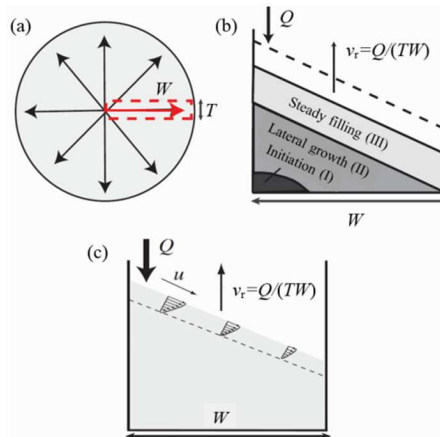 (a)
W
T
(b)
Q
v_r=Q/(TW)
Steady filling (III)
Lateral growth (II)
Initiation (I)
W
(c)
Q
u
v_r=Q/(TW)
W